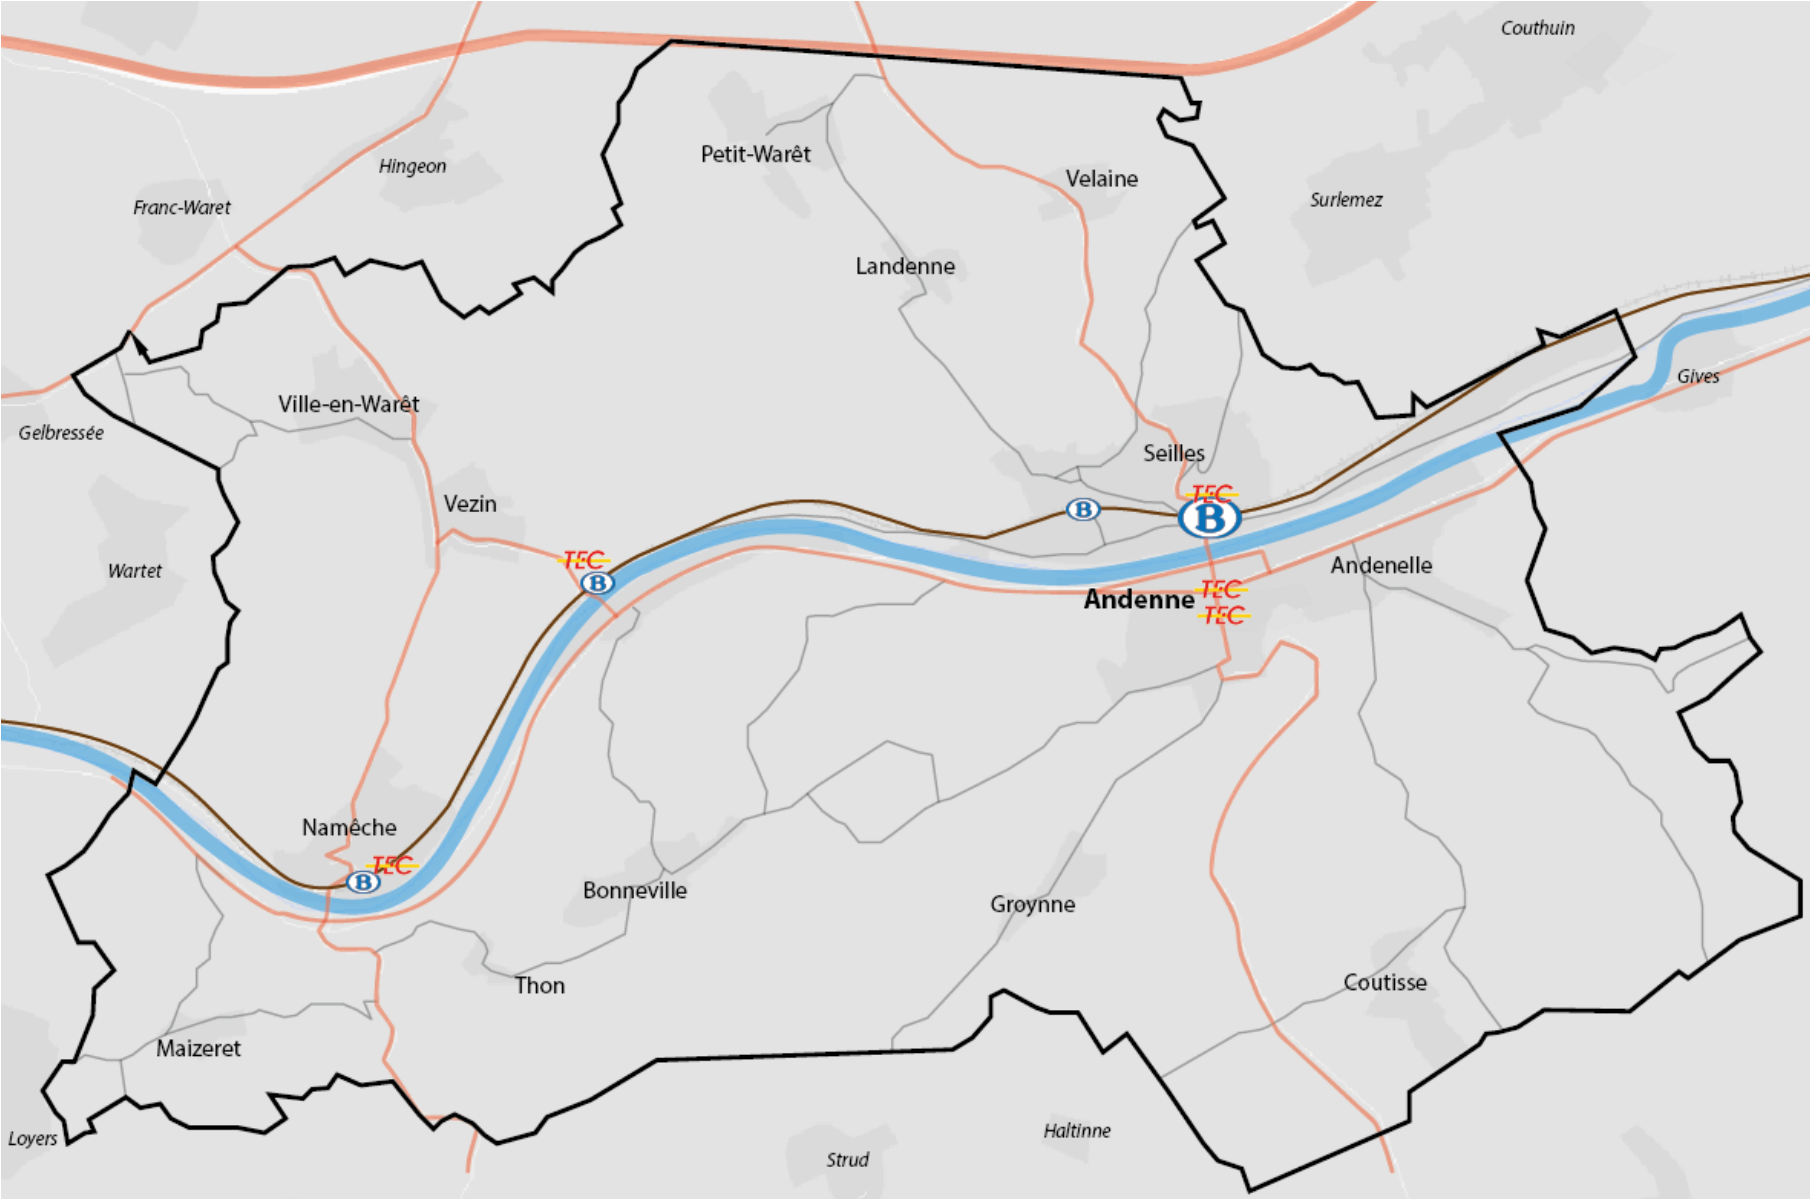 Couthuin
Petit-Warêt
Hingeon
Velaine
Surlemez
Franc-Waret
Landenne
Gives
Ville-en-Warêt
Gelbressée
Seilles
TEC
Vezin
B
B
TEC
B
Wartet
Andenelle
Andenne
TEC
TEC
Namêche
TEC
B
Bonneville
Groynne
Coutisse
Thon
Maizeret
Loyers
Haltinne
Strud